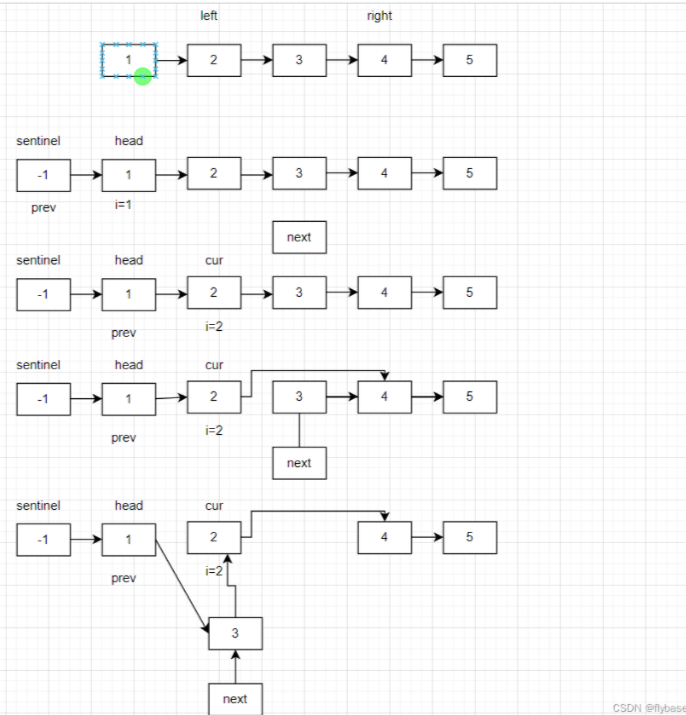 left right
1 2 3 4 5
sentinel head
-1 1 2 3 4 5
prev i=1
next
sentinel head cur
-1 1 2 3 4 5
prev i=2
sentinel head cur
-1 1 2 3 4 5
prev i=2
next
sentinel head cur
-1 1 2 4 5
prev i=2
3
next
CSDN @flybase